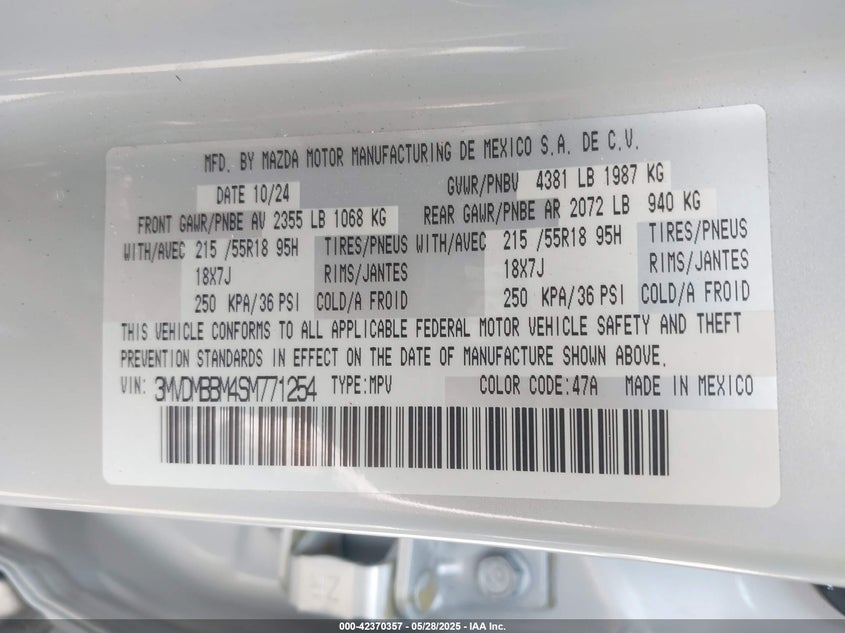 MFD. BY MAZDA MOTOR MANUFACTURING DE MEXICO S.A. DE C.V.
DATE 10/24 GVWR/PNBV 4381 LB 1987 KG
FRONT GAWR/PNBE AV 2355 LB 1068 KG REAR GAWR/PNBE AR 2072 LB 940 KG
WITH/AVEC 215 /55R18 95H TIRES/PNEUS WITH/AVEC 215 /55R18 95H TIRES/PNEUS
18X7J RIMS/JANTES 18X7J RIMS/JANTES
250 KPA/36 PSI COLD/A FROID 250 KPA/36 PSI COLD/A FROID
THIS VEHICLE CONFORMS TO ALL APPLICABLE FEDERAL MOTOR VEHICLE SAFETY AND THEFT
PREVENTION STANDARDS IN EFFECT ON THE DATE OF MANUFACTURE SHOWN ABOVE.
VIN: 3MVDMBBM4SM771254 TYPE:MPV COLOR CODE:47A MADE IN MEXICO
000-42370357 - 05/28/2025 - IAA Inc.